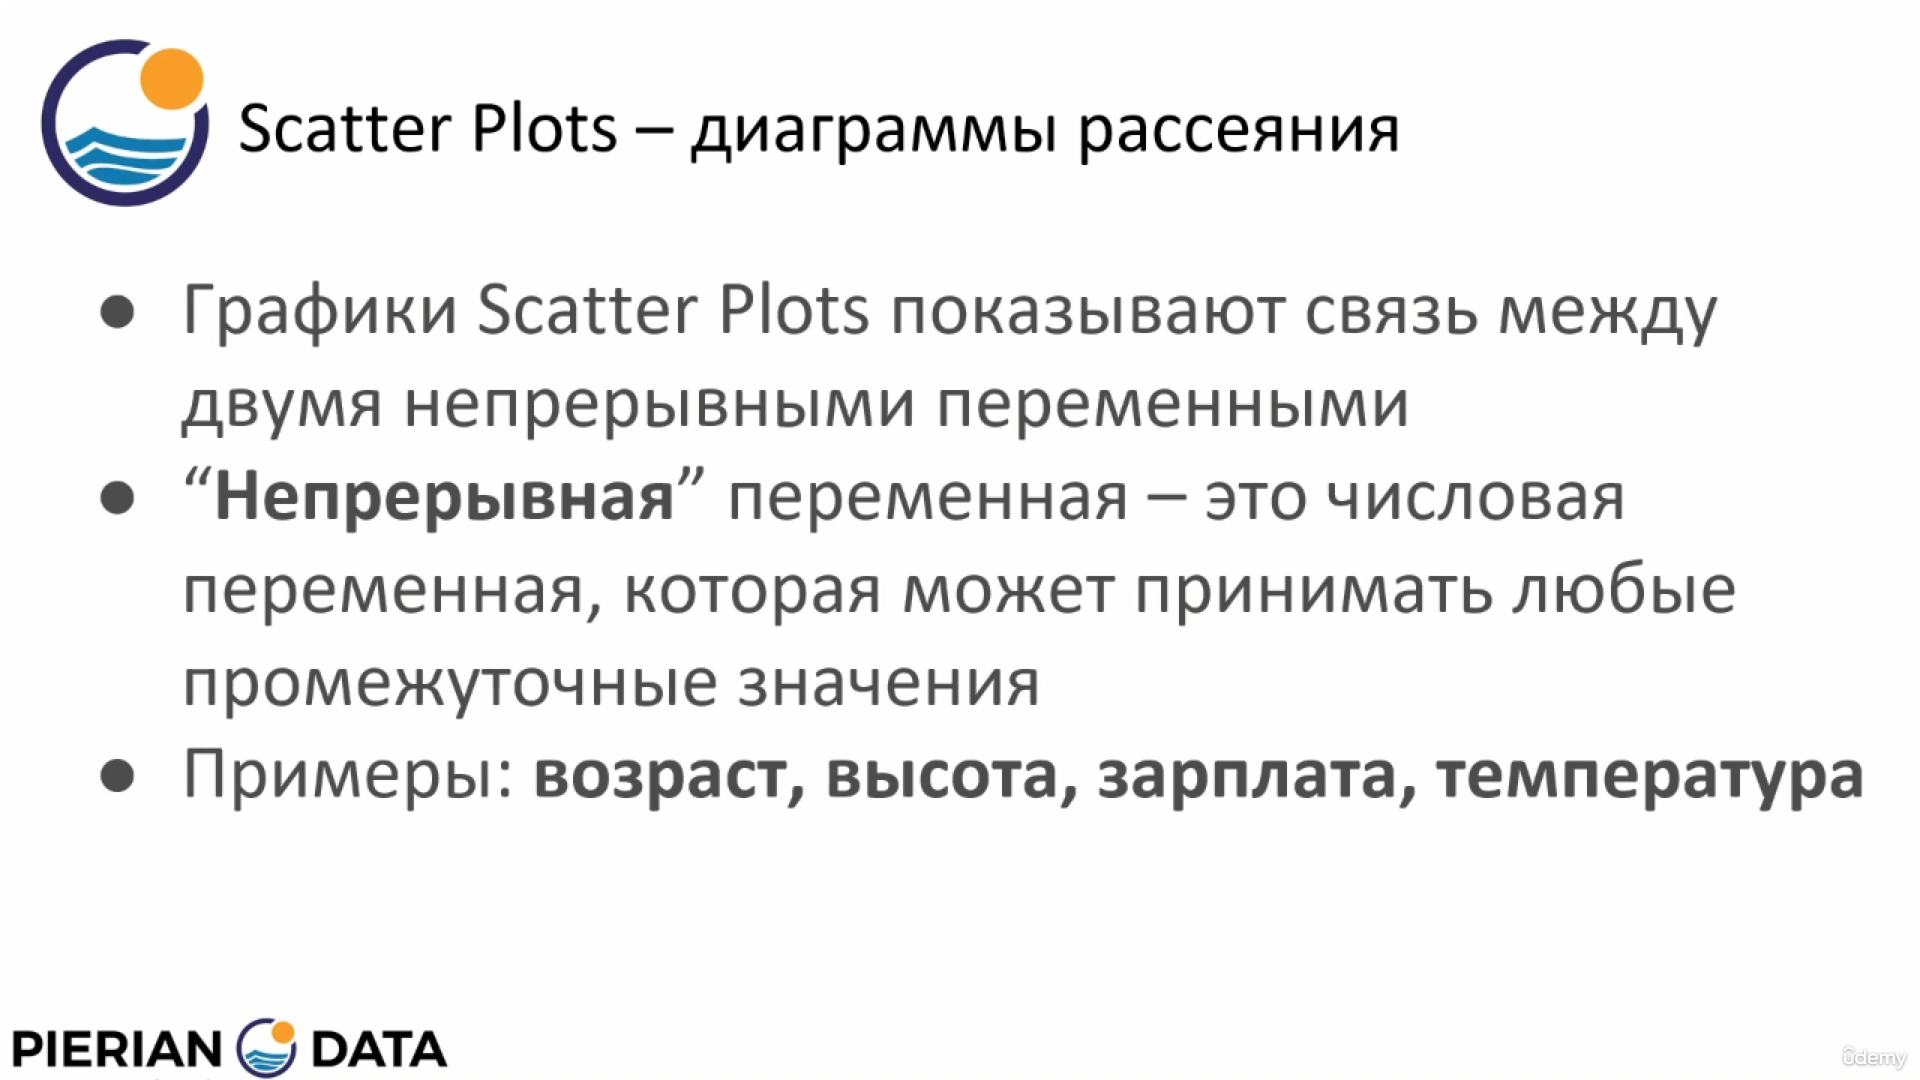 Scatter Plots – диаграммы рассеяния
● Графики Scatter Plots показывают связь между
двумя непрерывными переменными
● “Непрерывная” переменная – это числовая
переменная, которая может принимать любые
промежуточные значения
● Примеры: возраст, высота, зарплата, температура
PIERIAN DATA
ûdemy